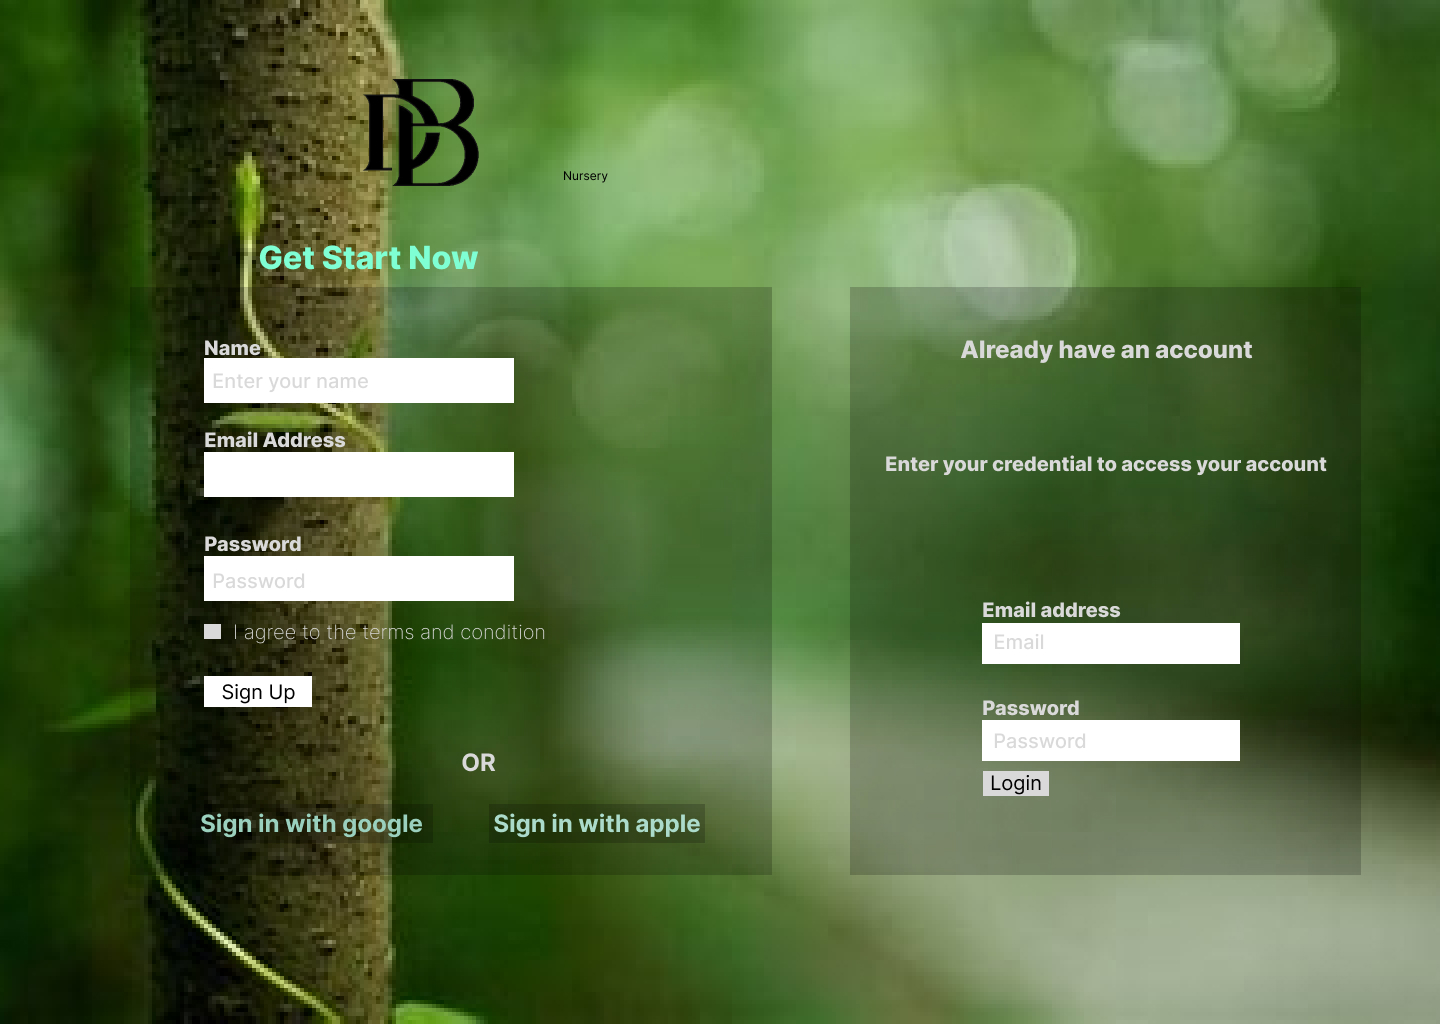 DB
Nursery
Get Start Now
Name
Enter your name
Email Address
Password
Password
I agree to the terms and condition
Sign Up
OR
Sign in with google
Sign in with apple
Already have an account
Enter your credential to access your account
Email address
Email
Password
Password
Login